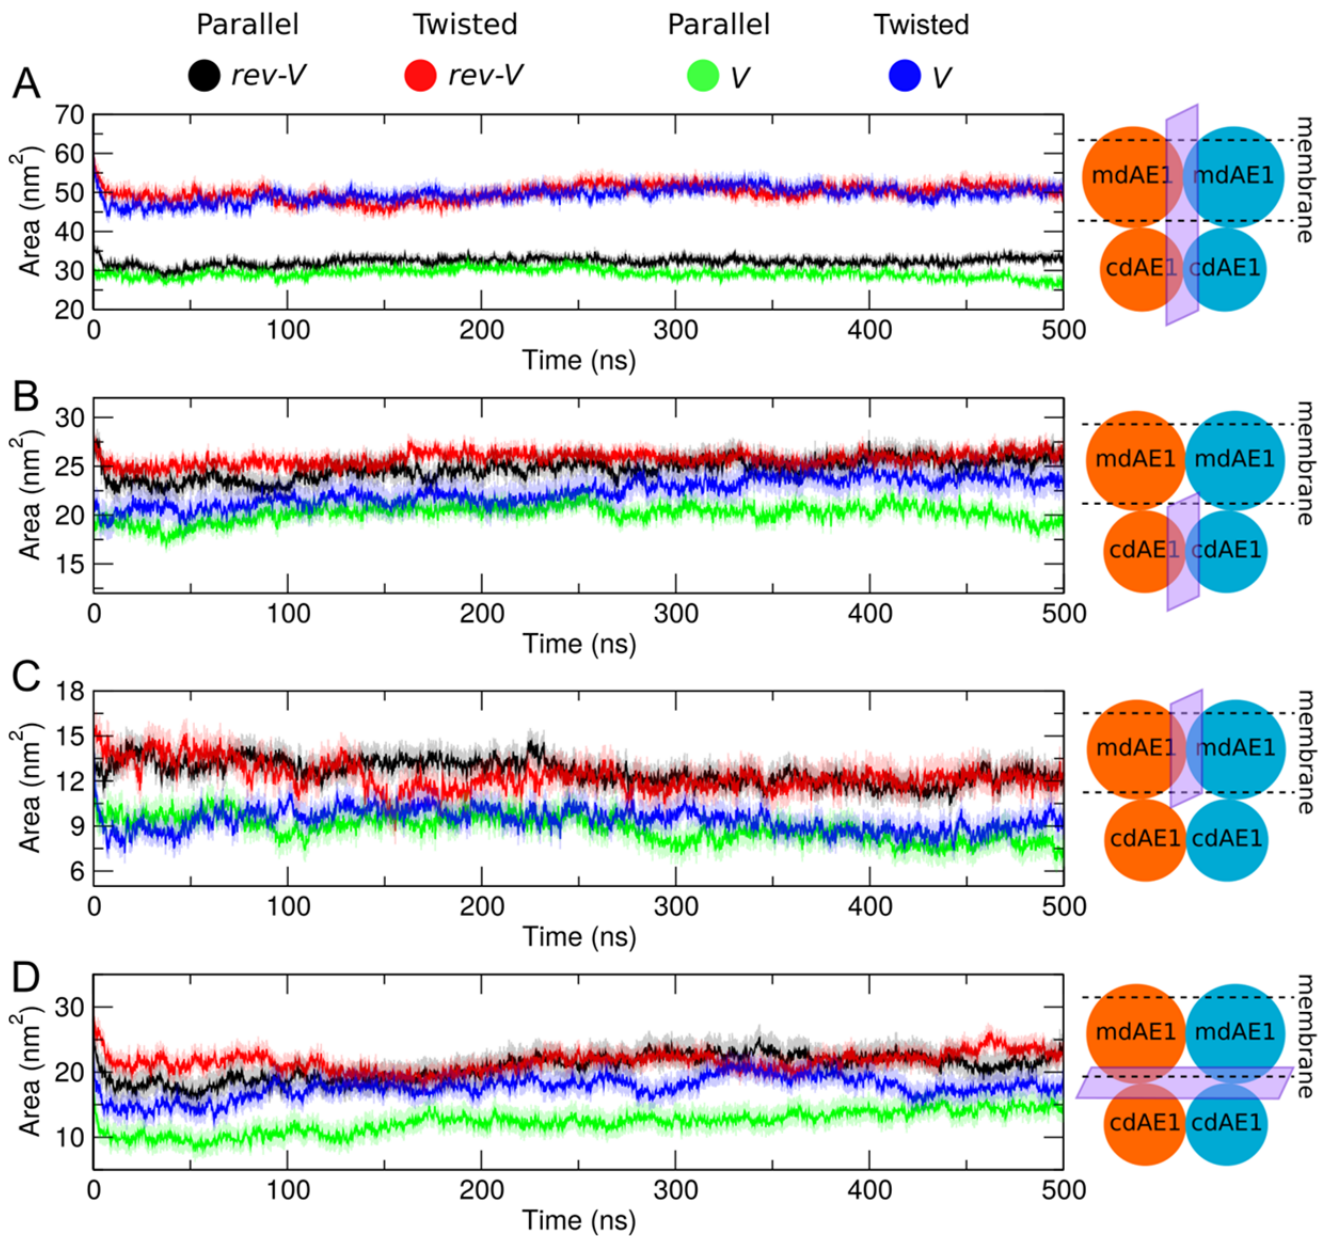 Parallel Twisted Parallel Twisted
rev-V rev-V V V
A
70
60
50
40
30
20
Area (nm²)
0 100 200 300 400 500
Time (ns)
mdAE1 mdAE1
cdAE1 cdAE1
membrane
B
30
25
20
15
Area (nm²)
0 100 200 300 400 500
Time (ns)
mdAE1 mdAE1
cdAE1 cdAE1
membrane
C
18
15
12
9
6
Area (nm²)
0 100 200 300 400 500
Time (ns)
mdAE1 mdAE1
cdAE1 cdAE1
membrane
D
30
20
10
Area (nm²)
0 100 200 300 400 500
Time (ns)
mdAE1 mdAE1
cdAE1 cdAE1
membrane